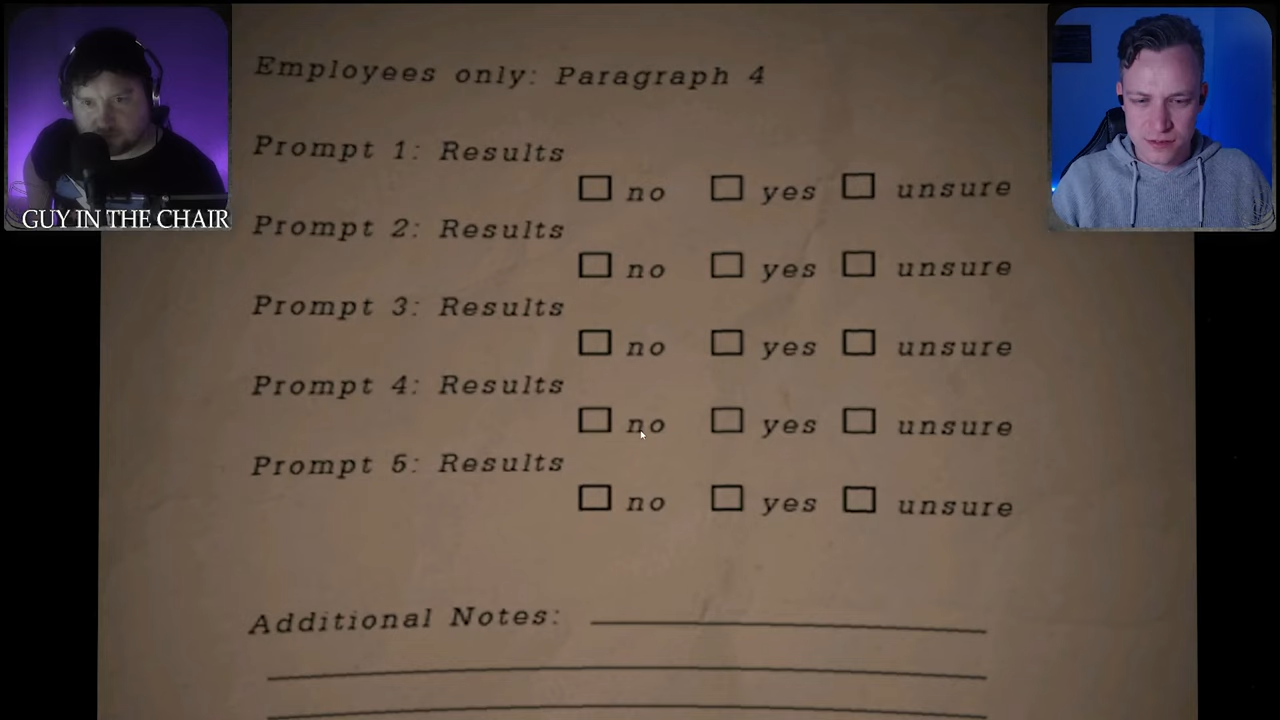 Employees only: Paragraph 4
Prompt 1: Results
no yes unsure
Prompt 2: Results
no yes unsure
Prompt 3: Results
no yes unsure
Prompt 4: Results
no yes unsure
Prompt 5: Results
no yes unsure
Additional Notes:
GUY IN THE CHAIR